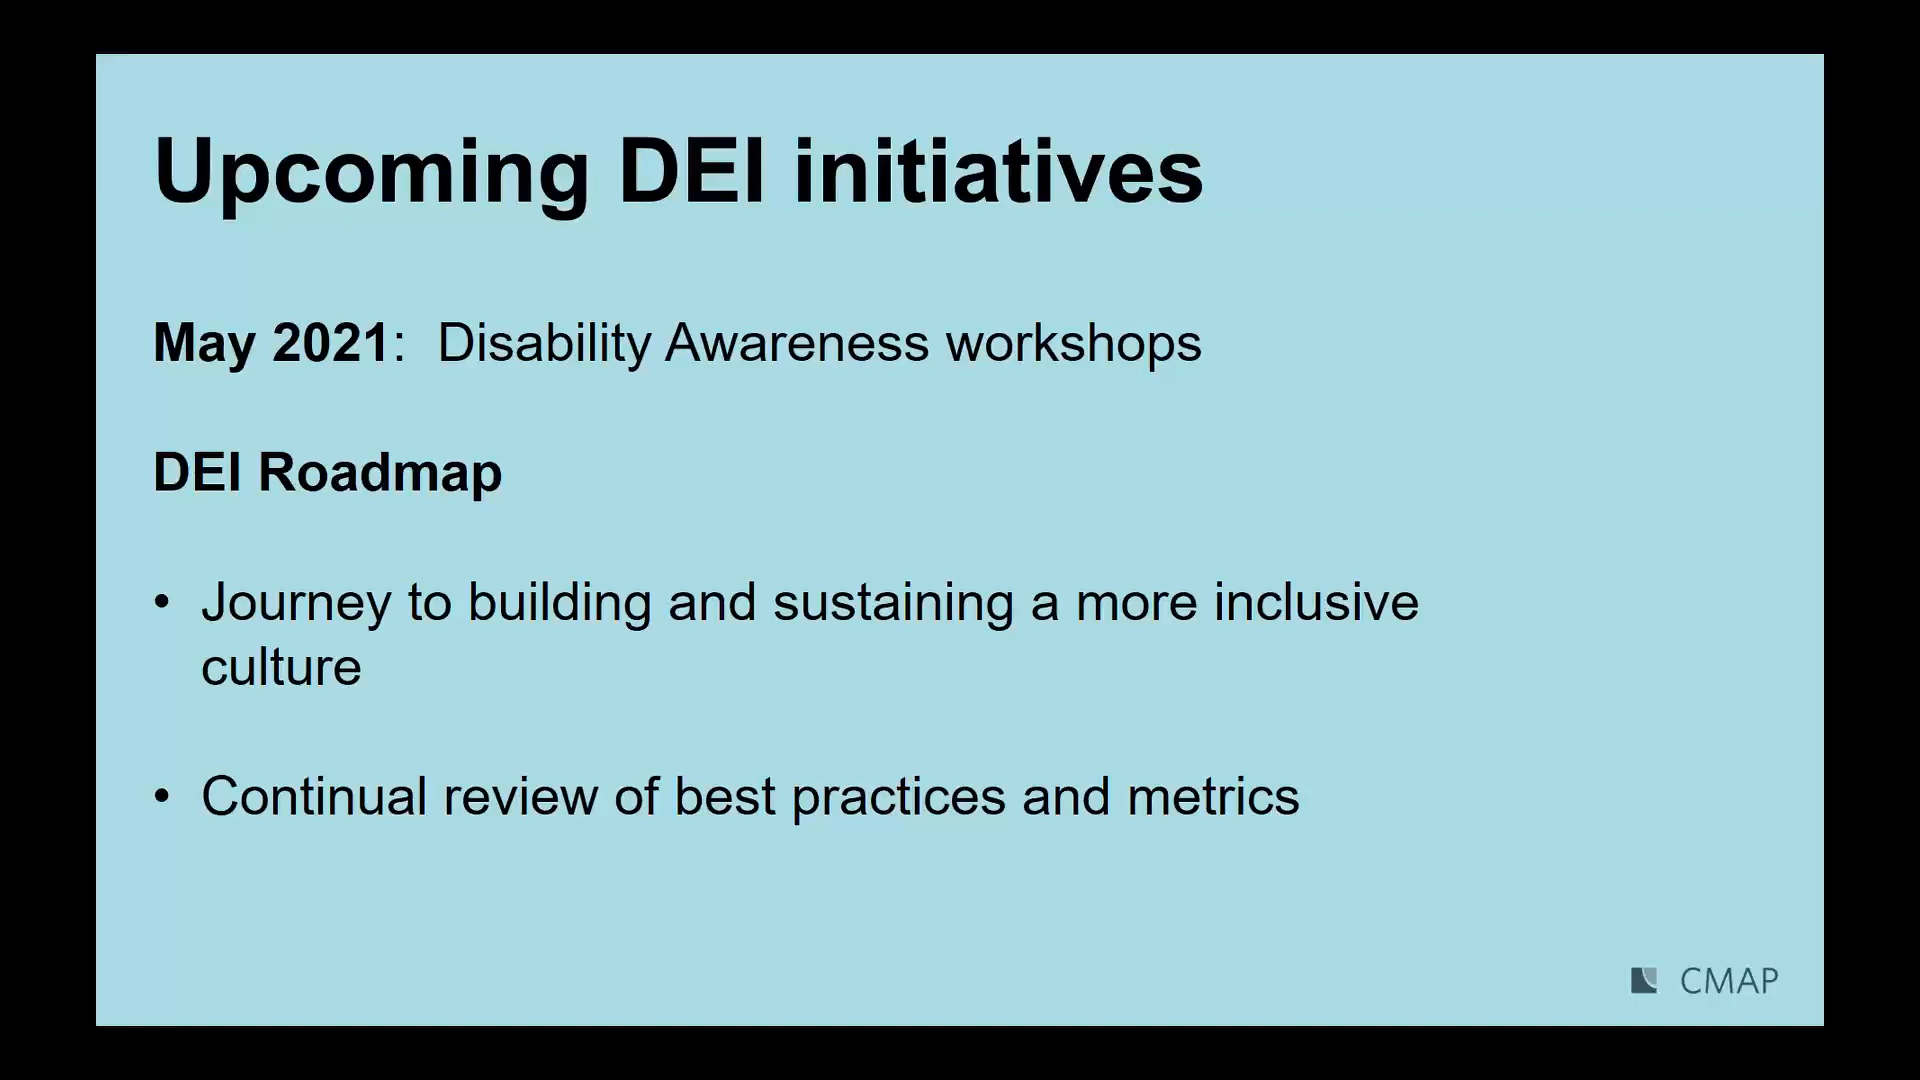 Upcoming DEI initiatives
May 2021:  Disability Awareness workshops
DEI Roadmap
• Journey to building and sustaining a more inclusive
culture
• Continual review of best practices and metrics
CMAP